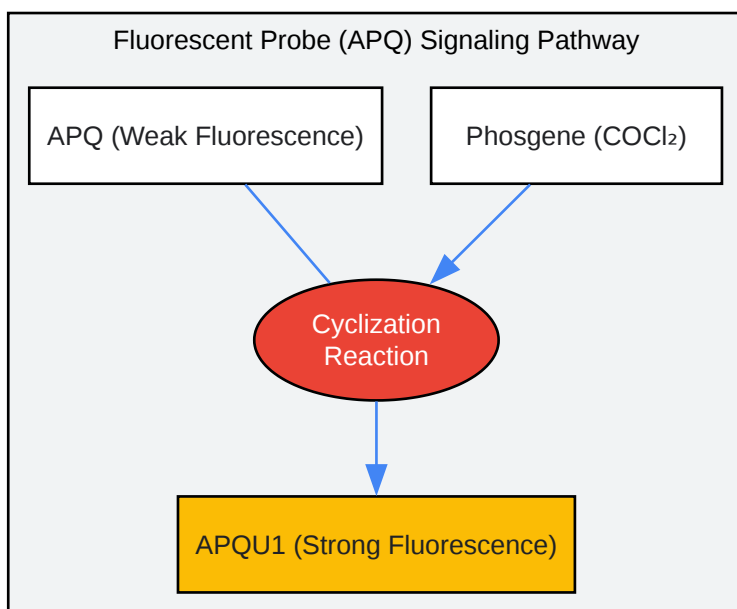 Fluorescent Probe (APQ) Signaling Pathway
APQ (Weak Fluorescence)
Phosgene (COCl₂)
Cyclization
Reaction
APQU1 (Strong Fluorescence)